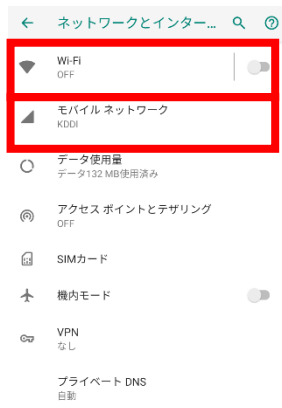 ネットワークとインター...
Wi-Fi
OFF
モバイル ネットワーク
KDDI
データ使用量
データ132 MB使用済み
アクセス ポイントとテザリング
OFF
SIMカード
機内モード
VPN
なし
プライベート DNS
自動